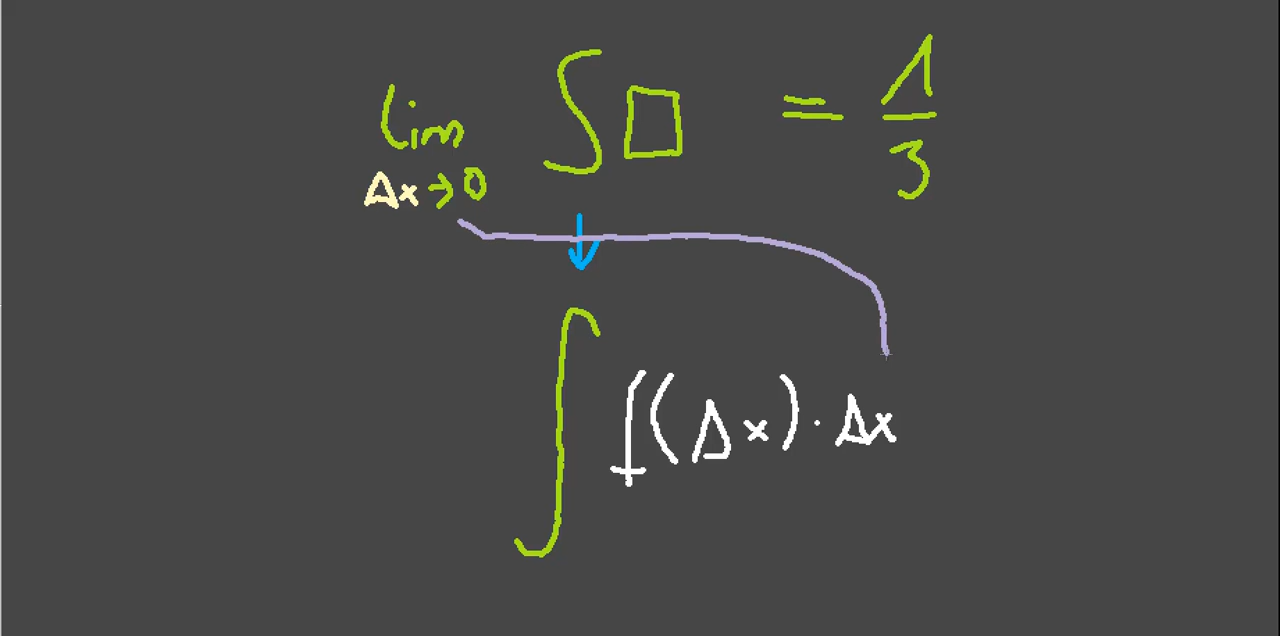 lim S□ = 1/3
Δx→0
∫ f(Δx)·Δx